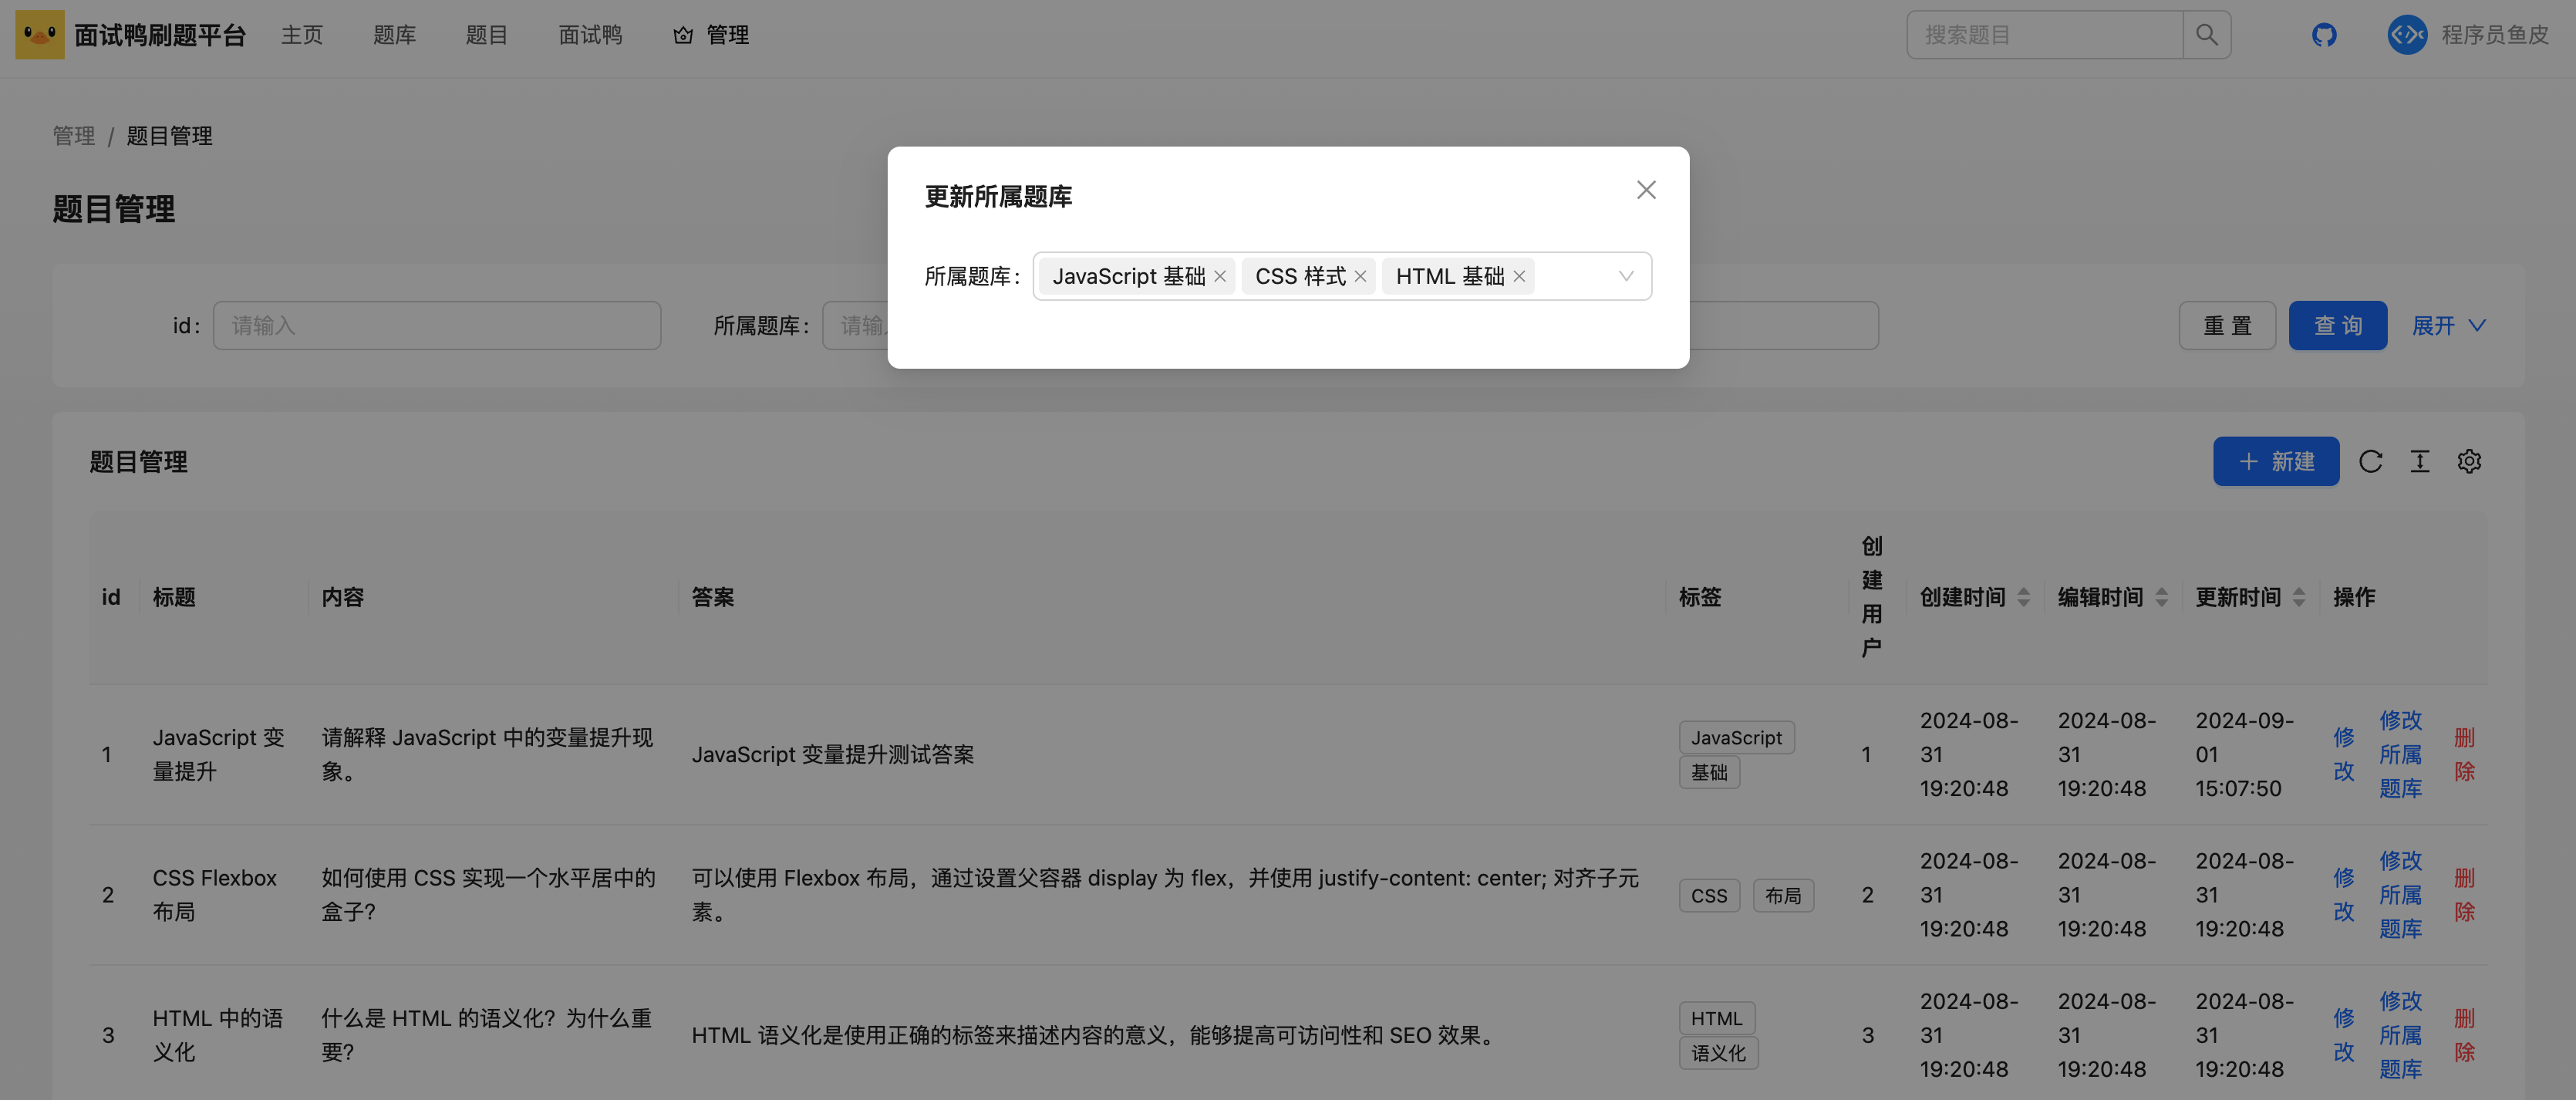 面试鸭刷题平台 主页 题库 题目 面试鸭 管理 搜索题目 程序员鱼皮
管理 / 题目管理
题目管理
更新所属题库
所属题库: JavaScript 基础 CSS 样式 HTML 基础
id: 请输入 所属题库: 请输 重置 查询 展开
题目管理 新建
id 标题 内容 答案 标签 创建用户 创建时间 编辑时间 更新时间 操作
1
JavaScript 变
量提升
请解释 JavaScript 中的变量提升现
象。
JavaScript 变量提升测试答案
JavaScript
基础
1
2024-08-
31
19:20:48
2024-08-
31
19:20:48
2024-09-
01
15:07:50
修
改
修改
所属
题库
删
除
2
CSS Flexbox
布局
如何使用 CSS 实现一个水平居中的
盒子?
可以使用 Flexbox 布局，通过设置父容器 display 为 flex，并使用 justify-content: center; 对齐子元
素。
CSS 布局
2
2024-08-
31
19:20:48
2024-08-
31
19:20:48
2024-08-
31
19:20:48
修
改
修改
所属
题库
删
除
3
HTML 中的语
义化
什么是 HTML 的语义化？为什么重
要?
HTML 语义化是使用正确的标签来描述内容的意义，能够提高可访问性和 SEO 效果。
HTML
语义化
3
2024-08-
31
19:20:48
2024-08-
31
19:20:48
2024-08-
31
19:20:48
修
改
修改
所属
题库
删
除